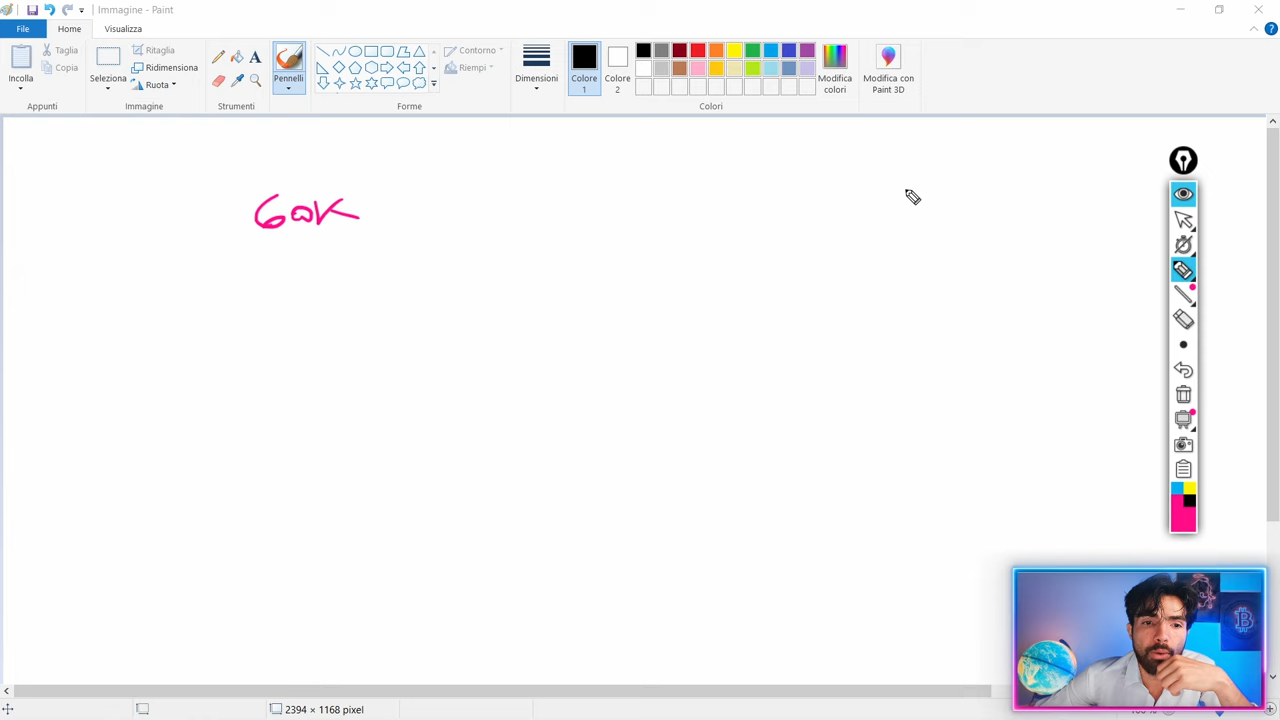 Immagine - Paint
File
Home
Visualizza
Incolla
Taglia
Copia
Appunti
Seleziona
Ritaglia
Ridimensiona
Ruota
Immagine
Strumenti
Pennelli
Forme
Contorno
Riempi
Dimensioni
Colore 1
Colore 2
Colori
Modifica colori
Modifica con Paint 3D
60K
2394 × 1168 pixel